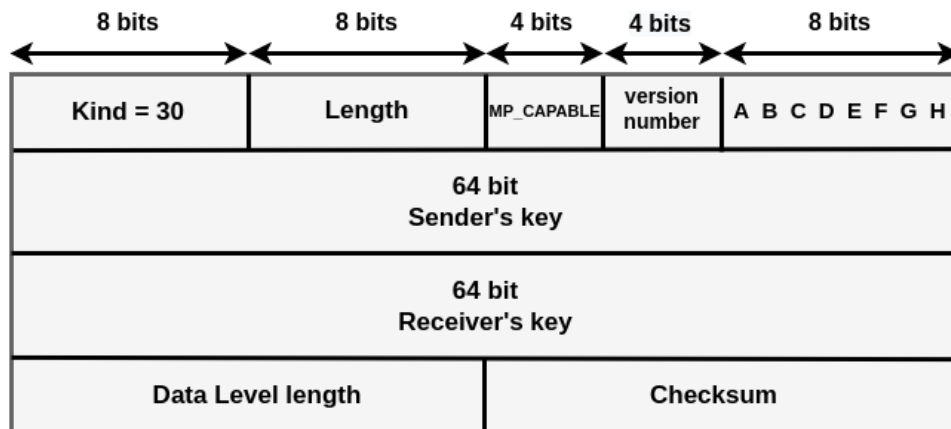 8 bits 8 bits 4 bits 4 bits 8 bits
Kind = 30 Length MP_CAPABLE version number A B C D E F G H
64 bit
Sender's key
64 bit
Receiver's key
Data Level length Checksum